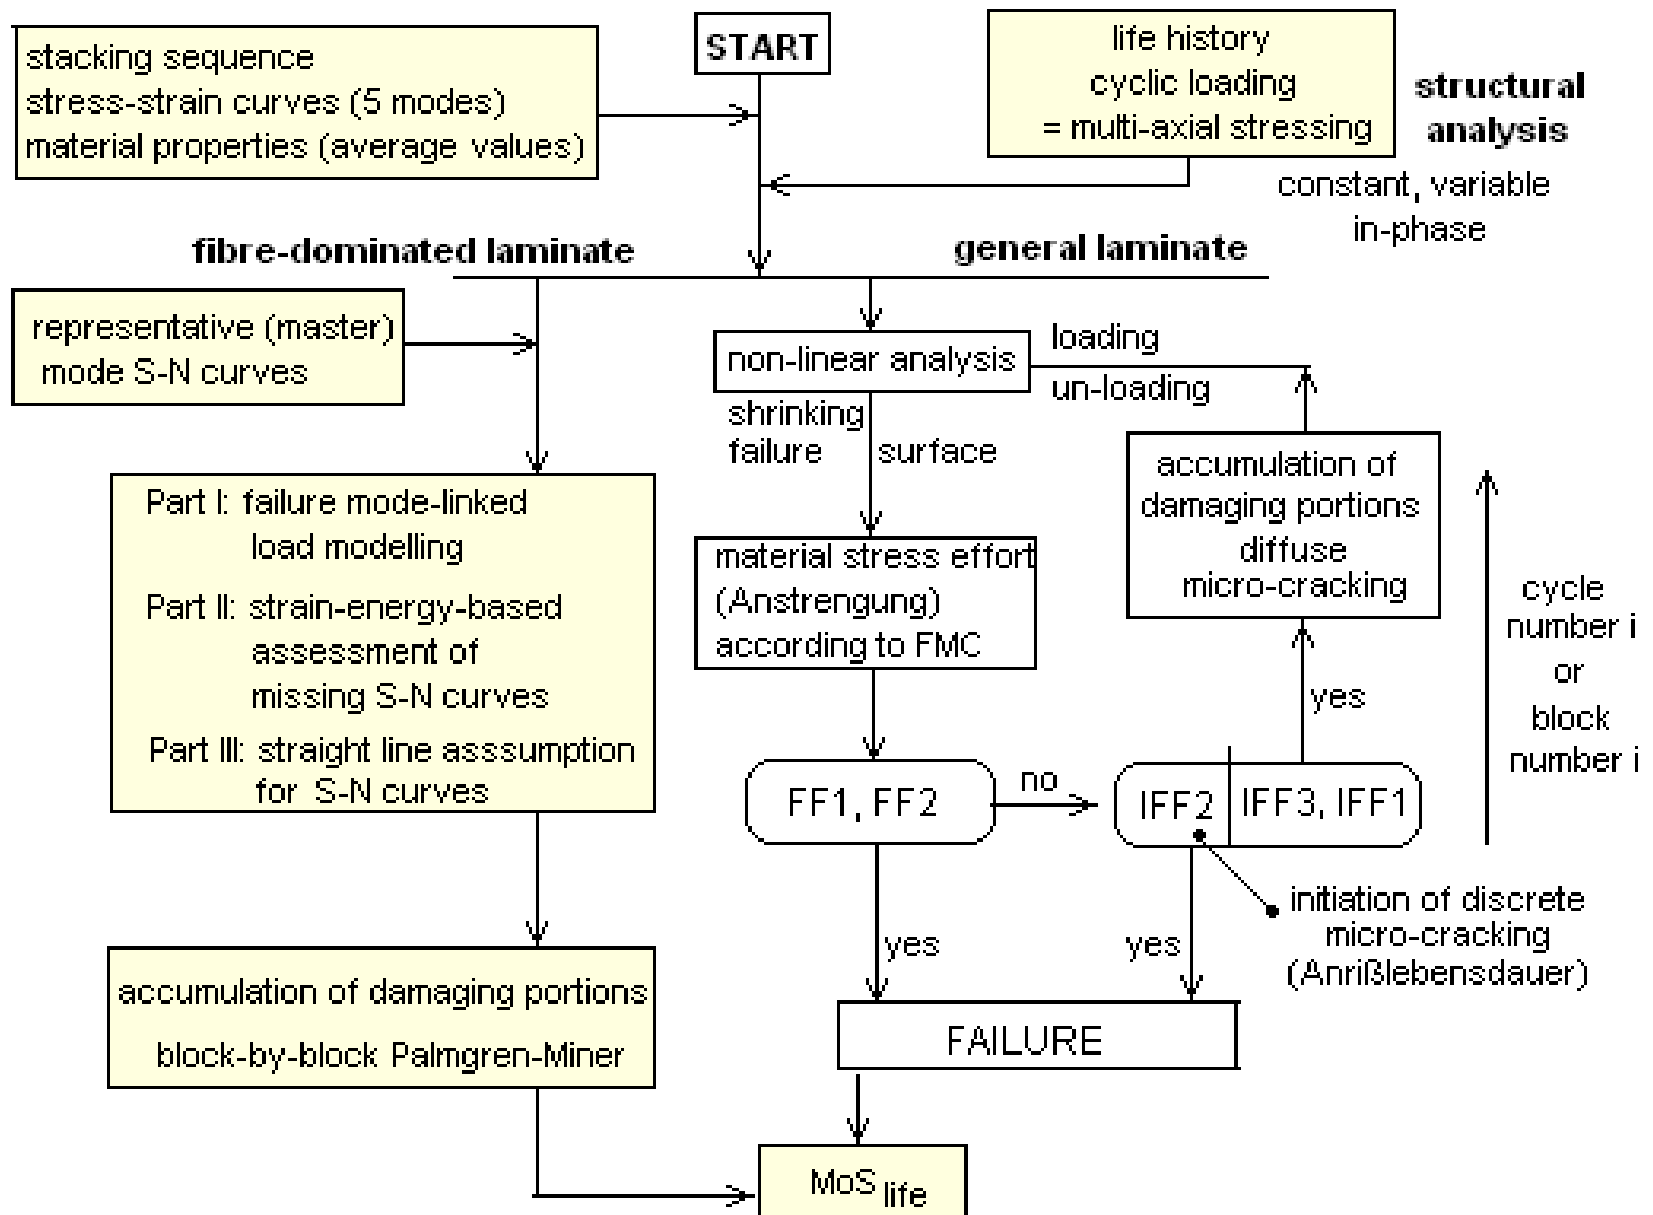 START
stacking sequence
stress-strain curves (5 modes)
material properties (average values)
life history
cyclic loading
= multi-axial stressing
structural
analysis
constant, variable
in-phase
fibre-dominated laminate
general laminate
representative (master)
mode S-N curves
non-linear analysis
loading
un-loading
shrinking
failure surface
accumulation of
damaging portions
diffuse
micro-cracking
Part I: failure mode-linked
load modelling
Part II: strain-energy-based
assessment of
missing S-N curves
Part III: straight line asssumption
for S-N curves
material stress effort
(Anstrengung)
according to FMC
cycle
number i
or
block
number i
yes
FF1, FF2
no
IFF2
IFF3, IFF1
initiation of discrete
micro-cracking
(Anrißlebensdauer)
yes
yes
accumulation of damaging portions
block-by-block Palmgren-Miner
FAILURE
MoS life